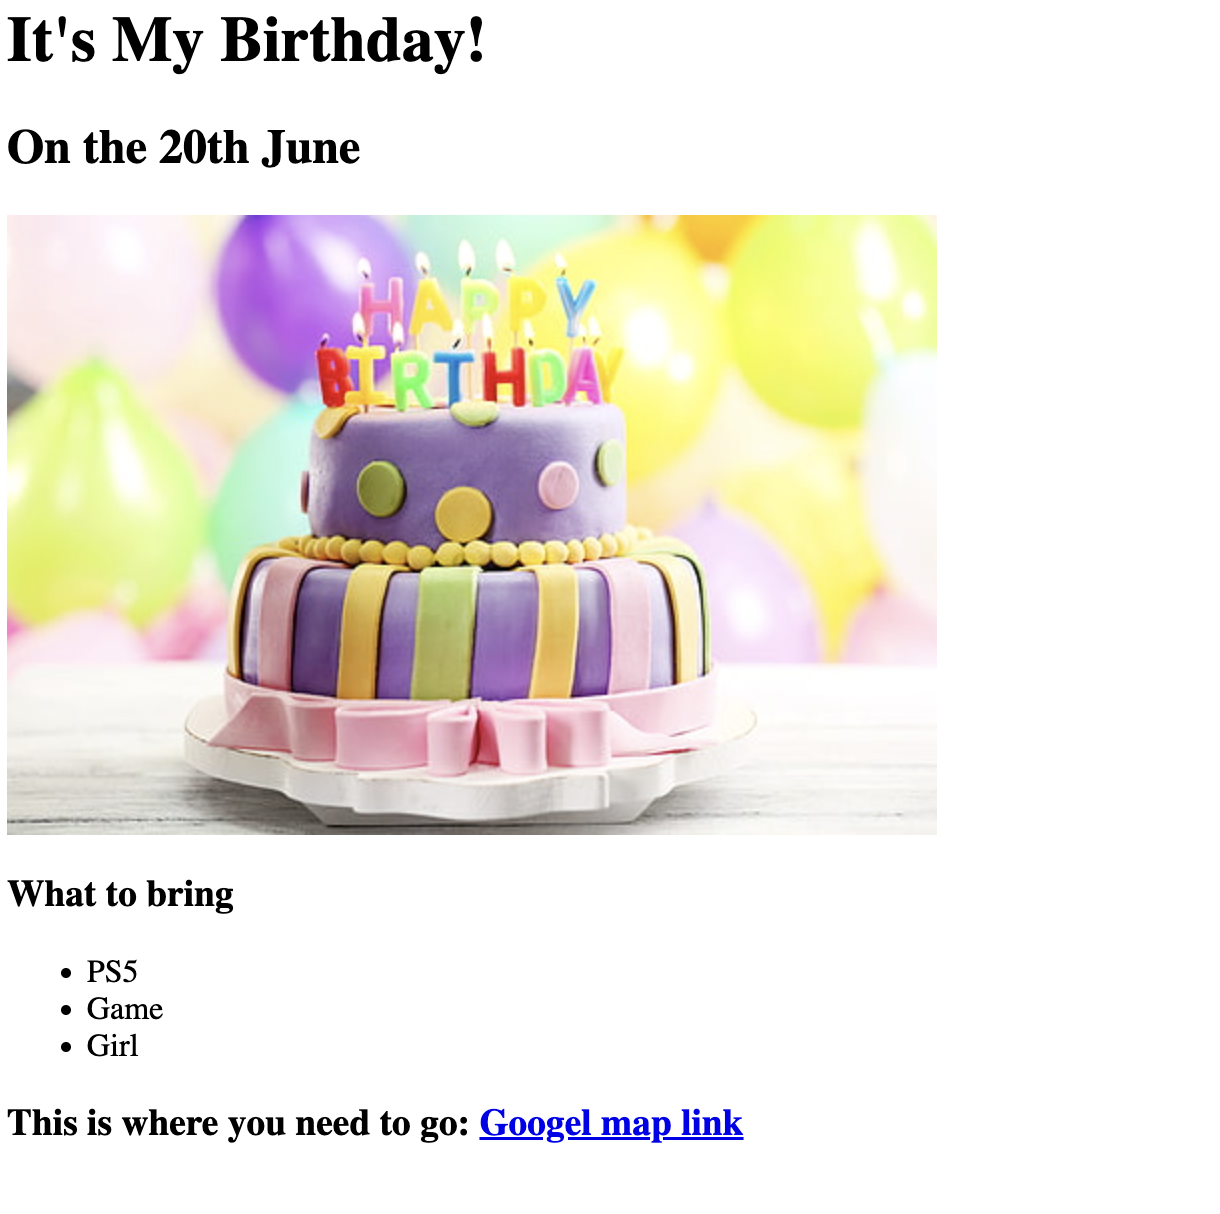 It's My Birthday!
On the 20th June
HAPPY
BIRTHDAY
What to bring
PS5
Game
Girl
This is where you need to go: Googel map link